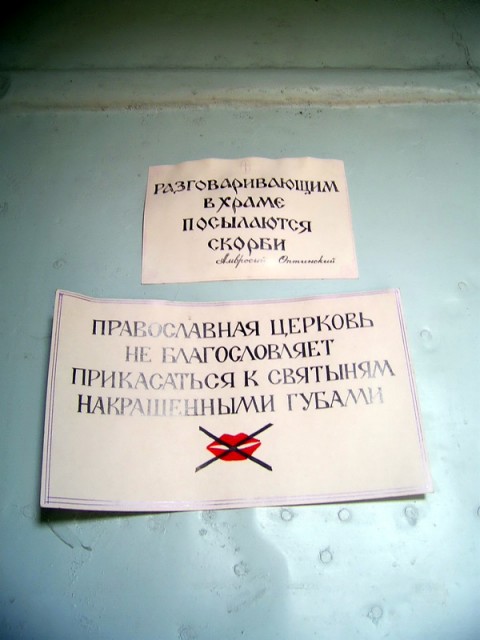 РАЗГОВАРИВАЮЩИМ
В ХРАМЕ
ПОСЫЛАЮТСЯ
СКОРБИ
Амвросий Оптинский
ПРАВОСЛАВНАЯ ЦЕРКОВЬ
НЕ БЛАГОСЛОВЛЯЕТ
ПРИКАСАТЬСЯ К СВЯТЫНЯМ
НАКРАШЕННЫМИ ГУБАМИ